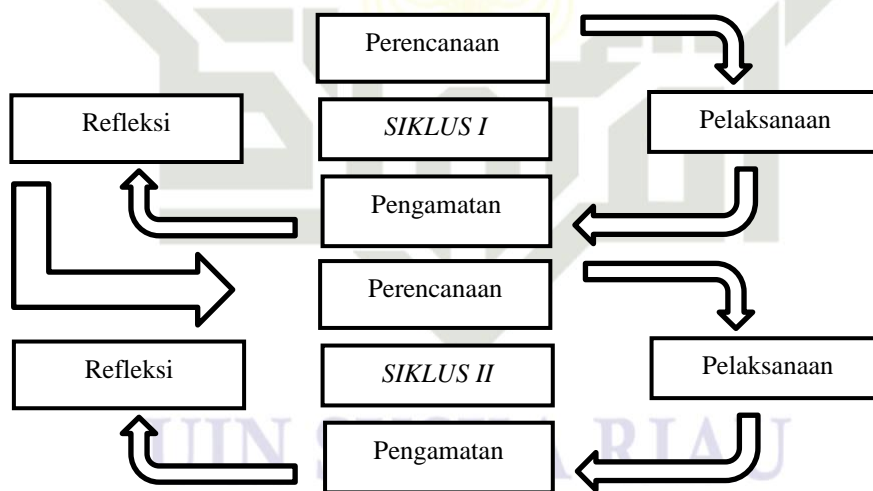 Perencanaan
Refleksi
SIKLUS I
Pelaksanaan
Pengamatan
Perencanaan
Refleksi
SIKLUS II
Pelaksanaan
Pengamatan
UIN SUSKA RIAU